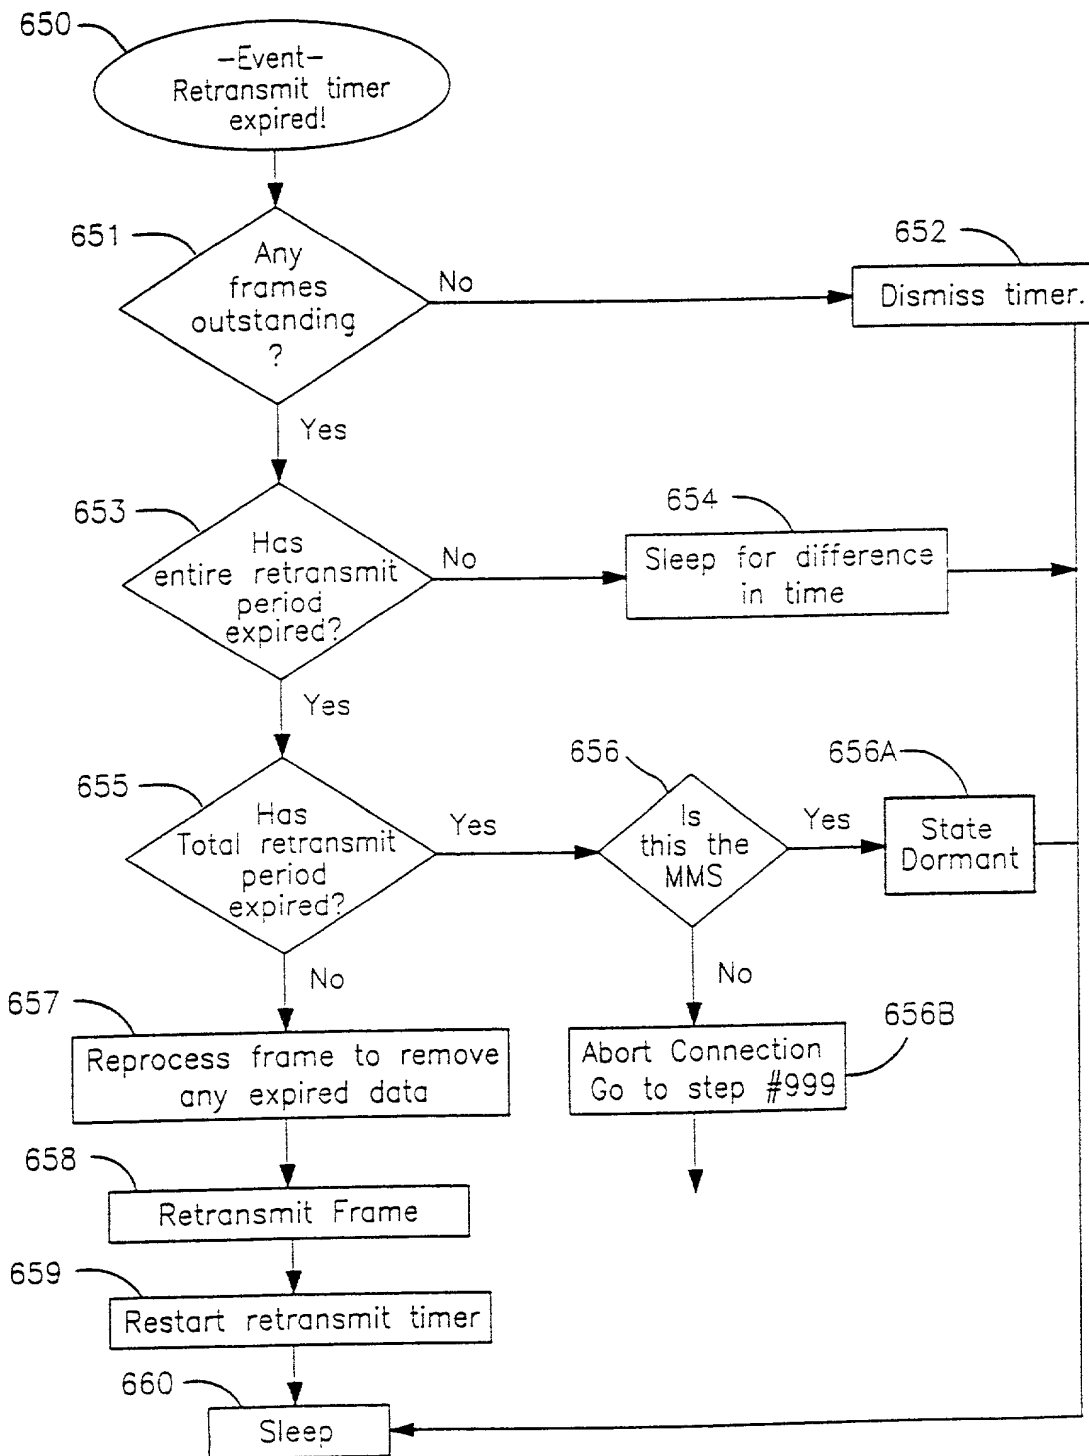 650
-Event-
Retransmit timer
expired!
651
Any
frames
outstanding
?
No
652
Dismiss timer.
Yes
653
Has
entire retransmit
period
expired?
No
654
Sleep for difference
in time
Yes
655
Has
Total retransmit
period
expired?
Yes
656
Is
this the
MMS
Yes
656A
State
Dormant
No
No
657
Reprocess frame to remove
any expired data
656B
Abort Connection
Go to step #999
658
Retransmit Frame
659
Restart retransmit timer
660
Sleep